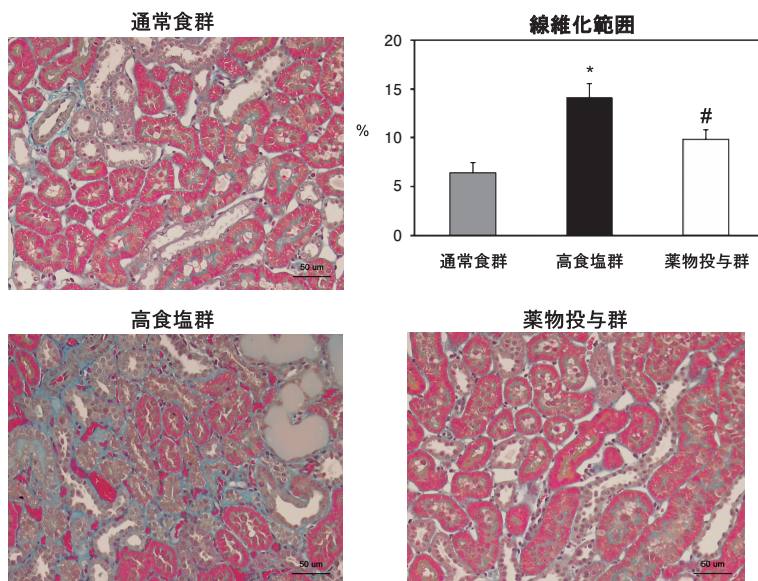 通常食群
50 um
線維化範囲
20
15
10
5
0
%
*
#
通常食群 高食塩群 薬物投与群
高食塩群
50 um
薬物投与群
50 um